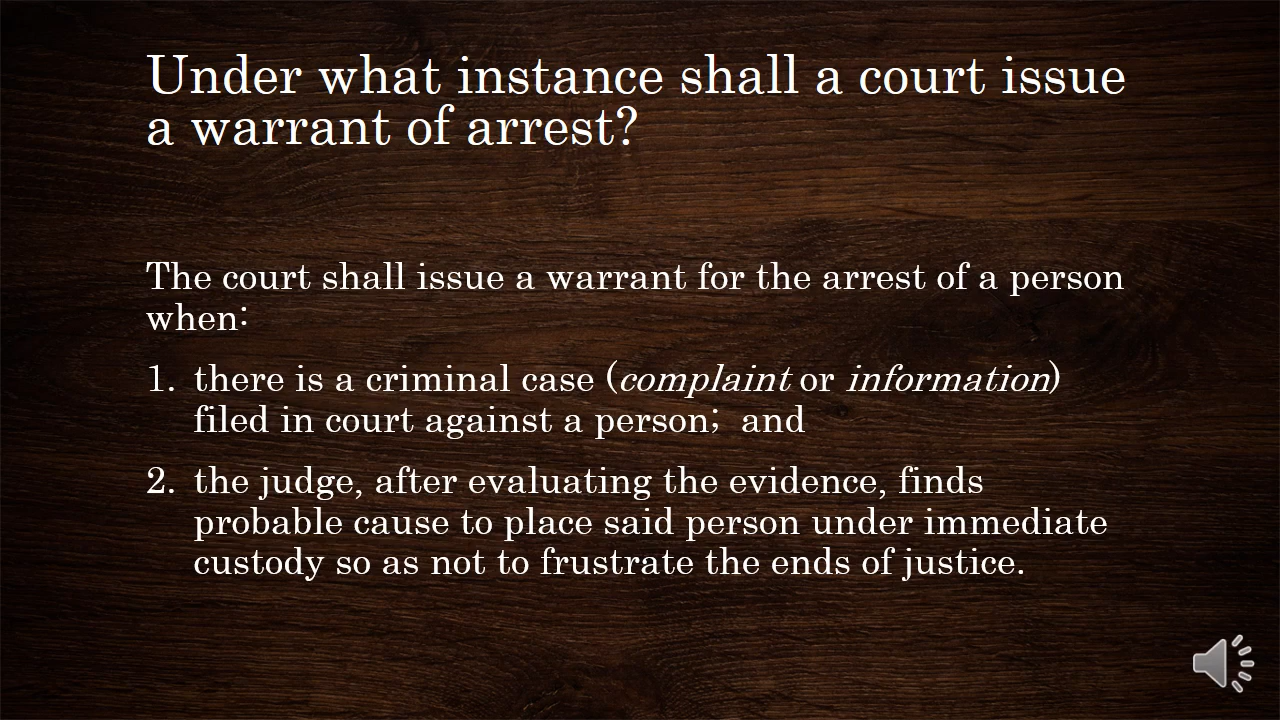 Under what instance shall a court issue
a warrant of arrest?
The court shall issue a warrant for the arrest of a person
when:
1. there is a criminal case (complaint or information)
filed in court against a person;  and
2. the judge, after evaluating the evidence, finds
probable cause to place said person under immediate
custody so as not to frustrate the ends of justice.